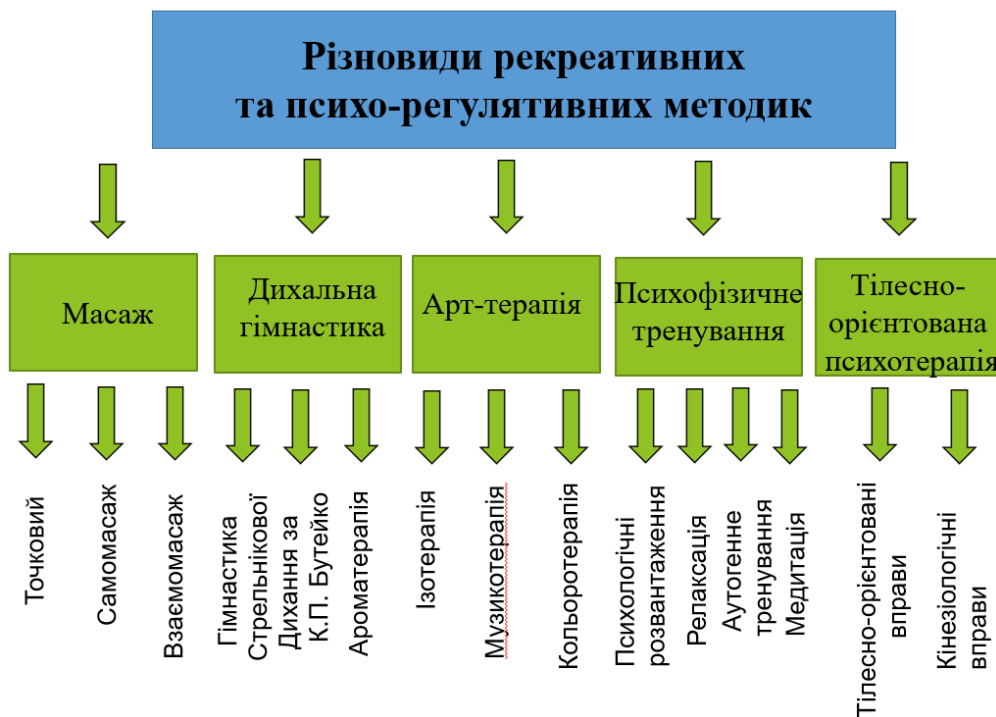 Різновиди рекреативних
та психо-регулятивних методик
Масаж
Дихальна
гімнастика
Арт-терапія
Психофізичне
тренування
Тілесно-
орієнтована
психотерапія
Точковий
Самомасаж
Взаємомасаж
Гімнастика
Стрельнікової
Дихання за
К.П. Бутейко
Ароматерапія
Ізотерапія
Музикотерапія
Кольоротерапія
Психологічні
розвантаження
Релаксація
Аутогенне
тренування
Медитація
Тілесно-орієнтовані
вправи
Кінезіологічні
вправи